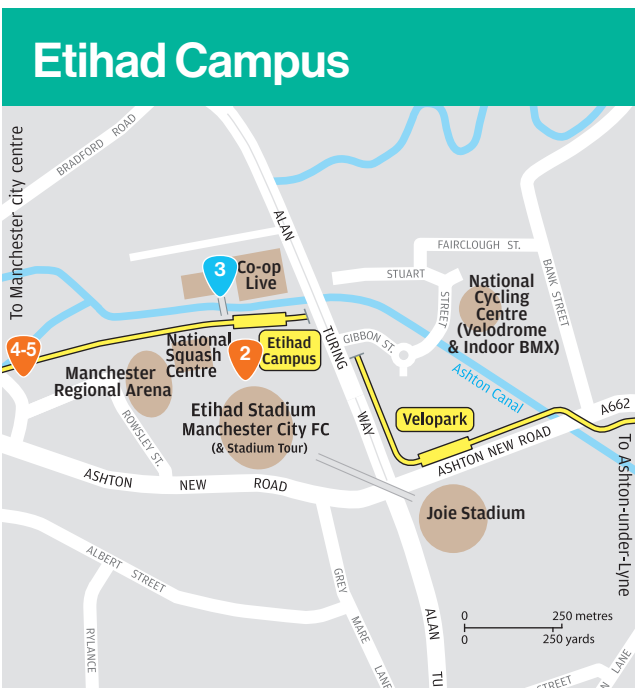 Etihad Campus
To Manchester city centre
BRADFORD ROAD
ALAN
TURING
WAY
FAIRCLOUGH ST.
STUART
STREET
BANK STREET
3
Co-op
Live
National
Cycling
Centre
(Velodrome
& Indoor BMX)
GIBBON ST.
4-5
National
Squash
Centre
2
Etihad
Campus
Manchester
Regional Arena
Ashton Canal
Etihad Stadium
Manchester City FC
(& Stadium Tour)
ROWSLEY ST.
Velopark
A662
ASHTON NEW ROAD
To Ashton-under-Lyne
ASHTON NEW ROAD
Joie Stadium
ALBERT STREET
GREY
MARE
LANE
RYLANCE
ALAN
TU
0 250 metres
0 250 yards
STREET
N LANE